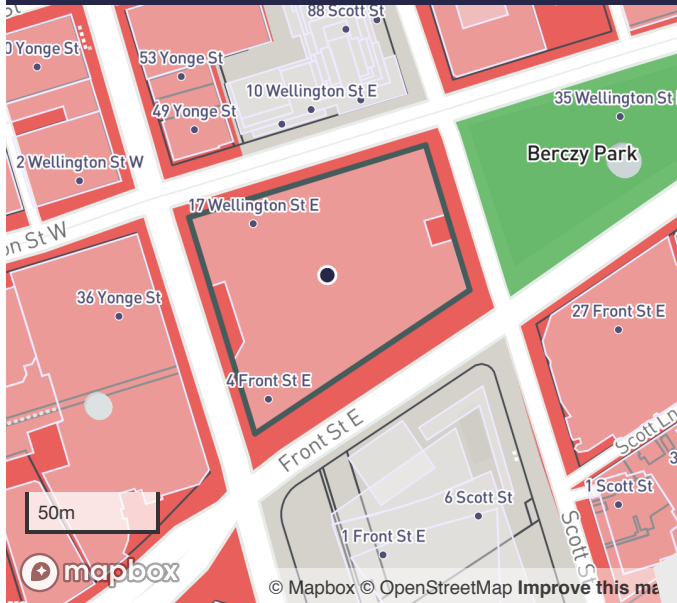 88 Scott St
0 Yonge St
53 Yonge St
10 Wellington St E
35 Wellington St
49 Yonge St
Berczy Park
2 Wellington St W
17 Wellington St E
on St W
36 Yonge St
27 Front St E
4 Front St E
Front St E
Scott Ln
1 Scott St
50m
6 Scott St
1 Front St E
Scott St
mapbox
© Mapbox © OpenStreetMap Improve this ma